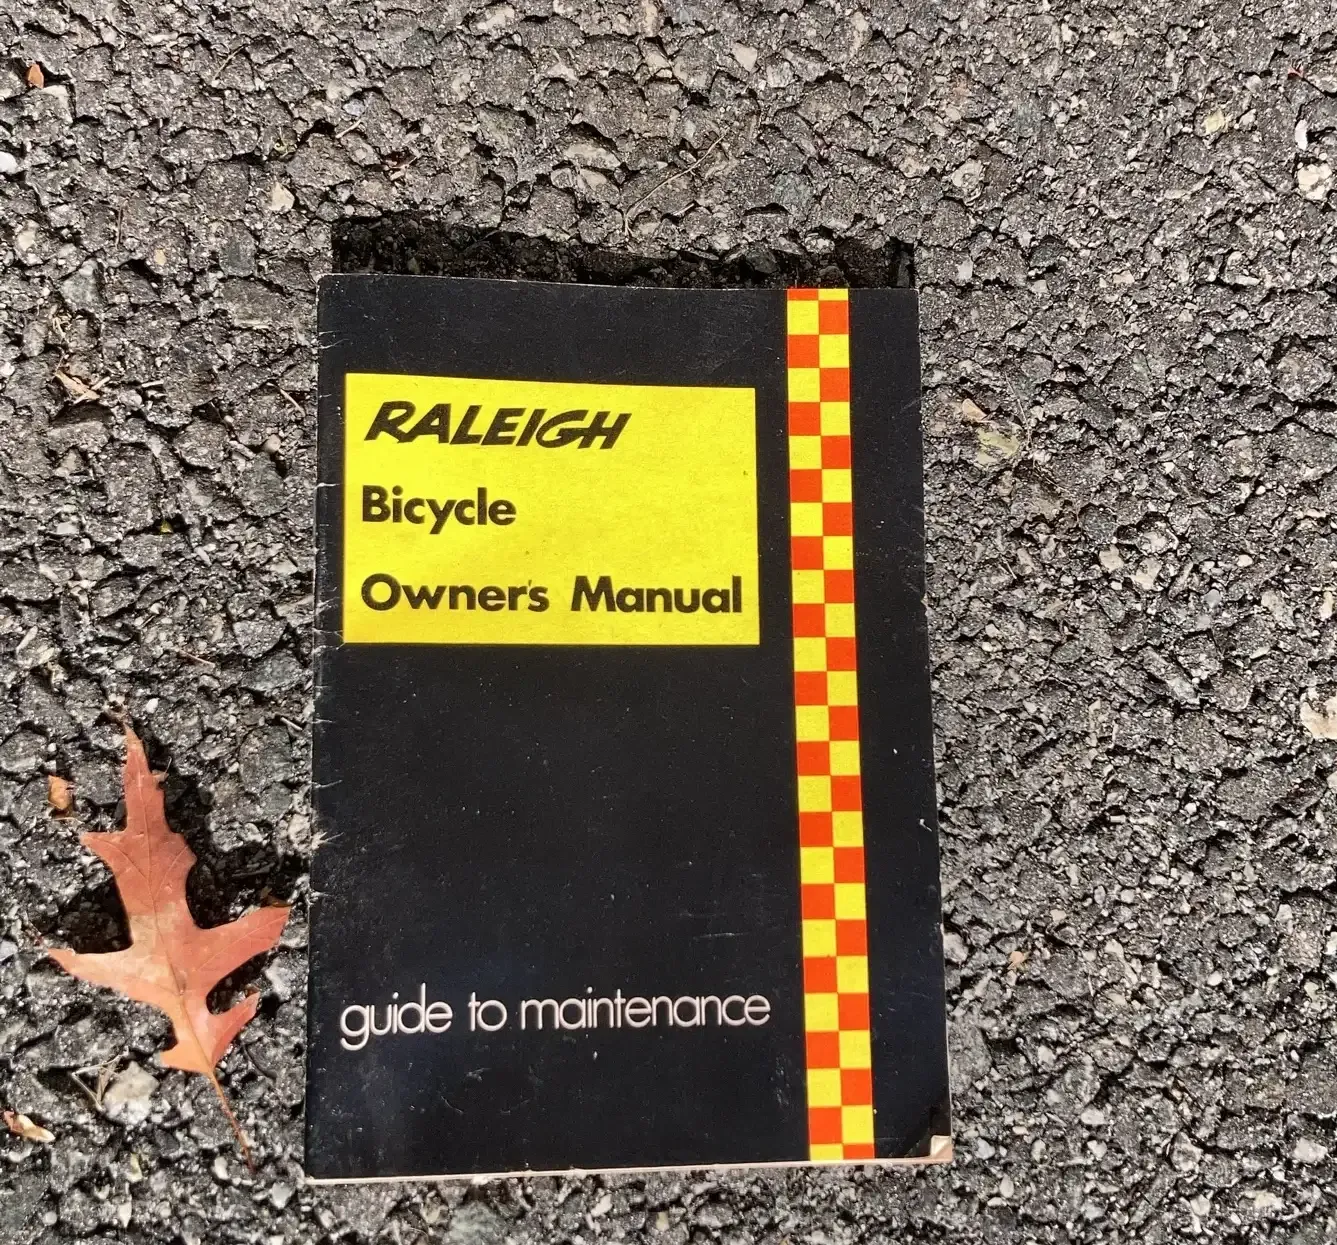 RALEIGH
Bicycle
Owner's Manual
guide to maintenance